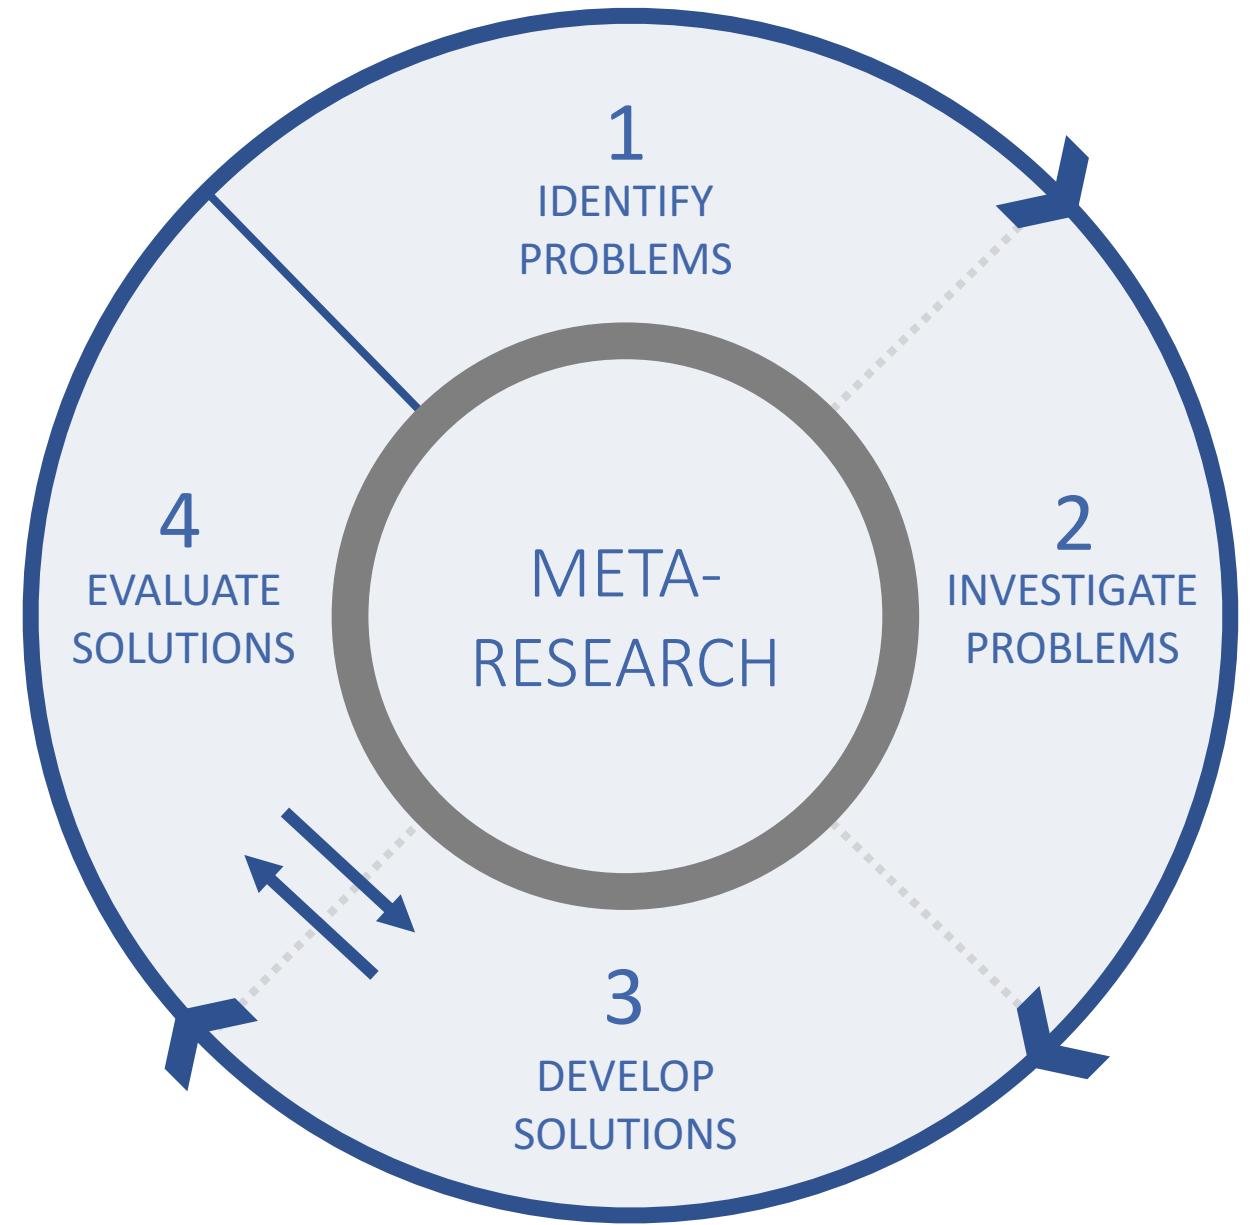 1
IDENTIFY
PROBLEMS
2
INVESTIGATE
PROBLEMS
3
DEVELOP
SOLUTIONS
4
EVALUATE
SOLUTIONS
META-
RESEARCH